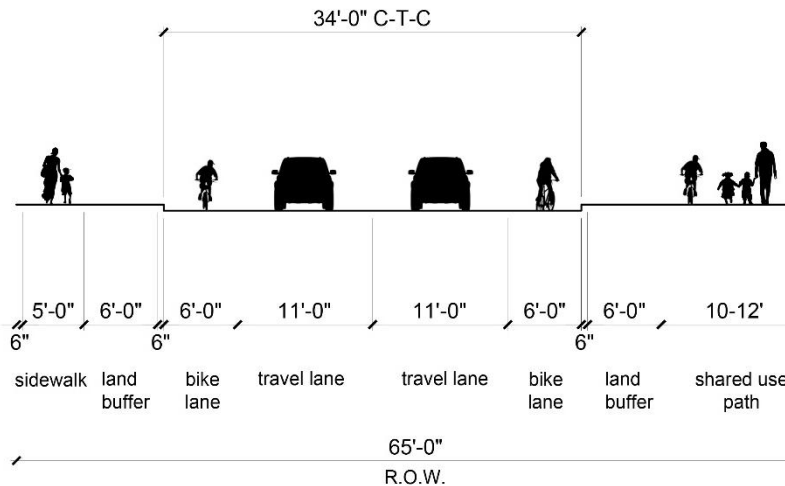 34'-0" C-T-C
5'-0" 6'-0" 6'-0" 11'-0" 11'-0" 6'-0" 6'-0" 10-12'
6" 6" 6"
sidewalk land bike travel lane travel lane bike land shared use
buffer lane lane buffer path
65'-0"
R.O.W.